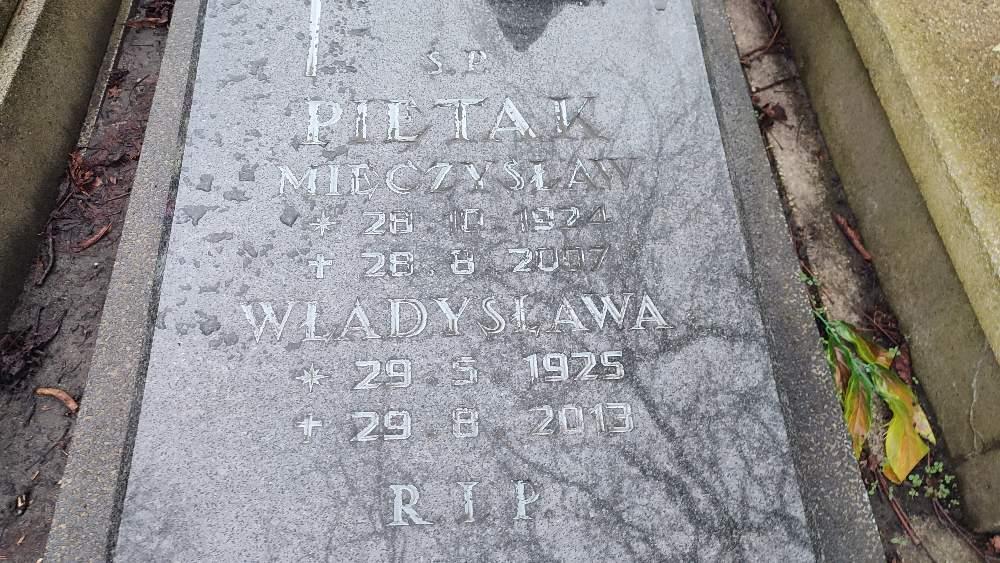 Ś.P.
PIĘTAK
MIECZYSŁAW
* 28 10 1924
+ 28 . 8 2007
WŁADYSŁAWA
* 29 5 1925
+ 29 8 2013
R I P